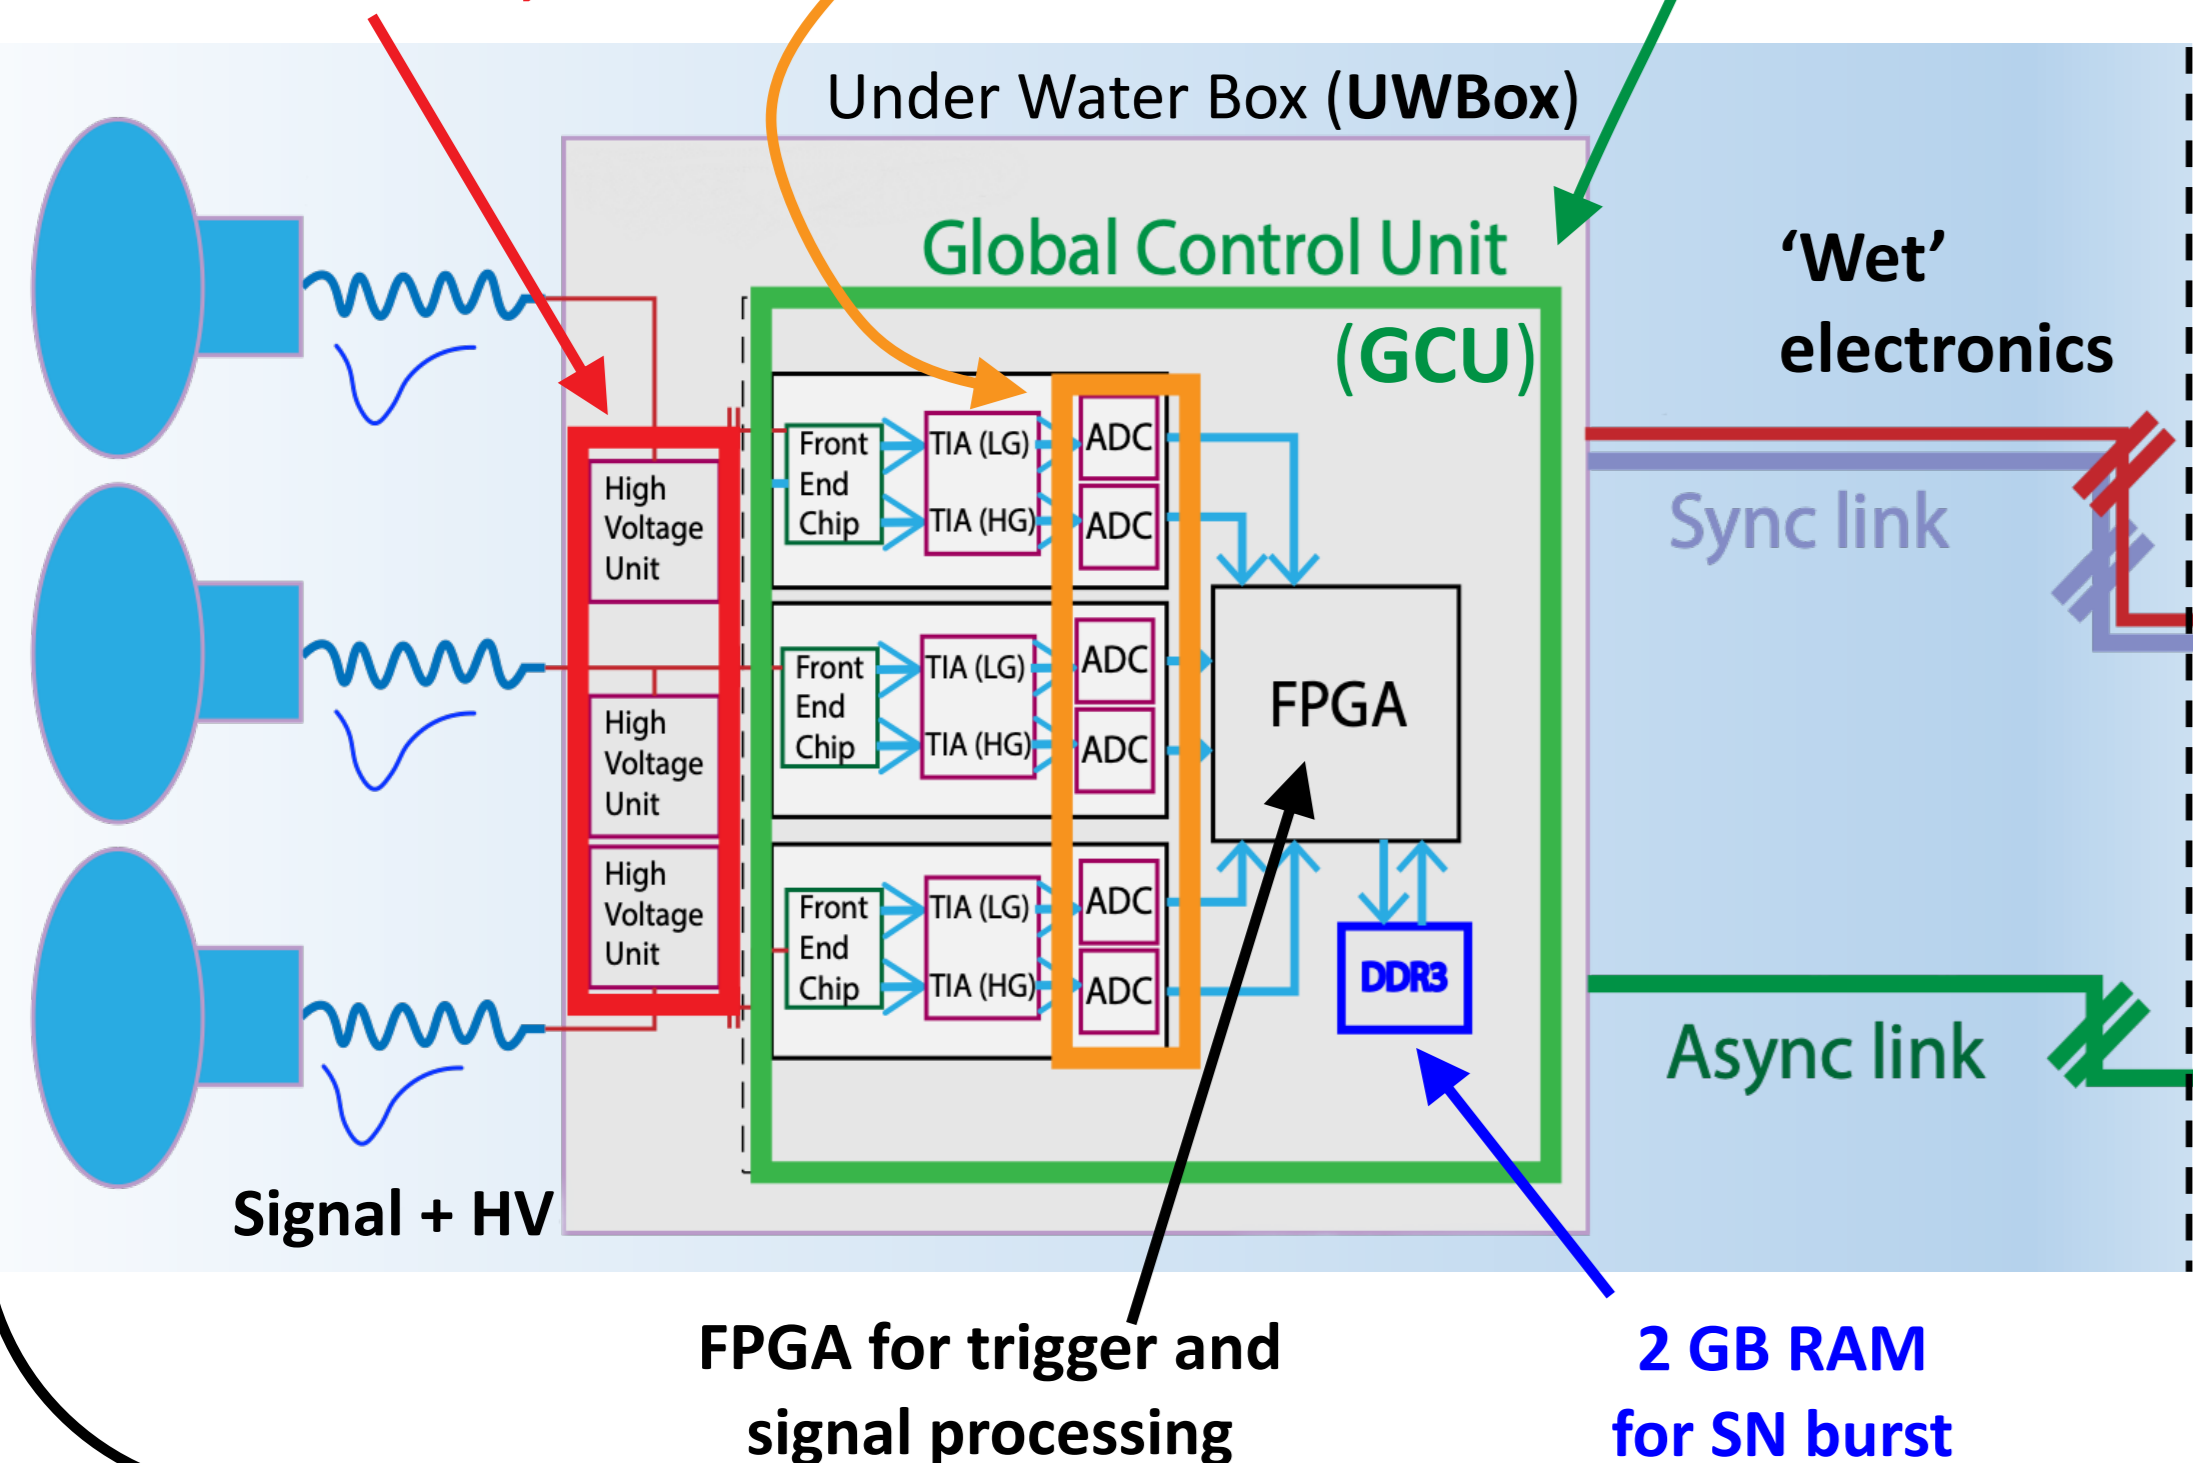 Under Water Box (UWBox)
Global Control Unit
(GCU)
‘Wet’
electronics
High
Voltage
Unit
Front
End
Chip
TIA (LG)
TIA (HG)
ADC
ADC
Sync link
High
Voltage
Unit
Front
End
Chip
TIA (LG)
TIA (HG)
ADC
ADC
FPGA
High
Voltage
Unit
Front
End
Chip
TIA (LG)
TIA (HG)
ADC
ADC
DDR3
Async link
Signal + HV
FPGA for trigger and
signal processing
2 GB RAM
for SN burst